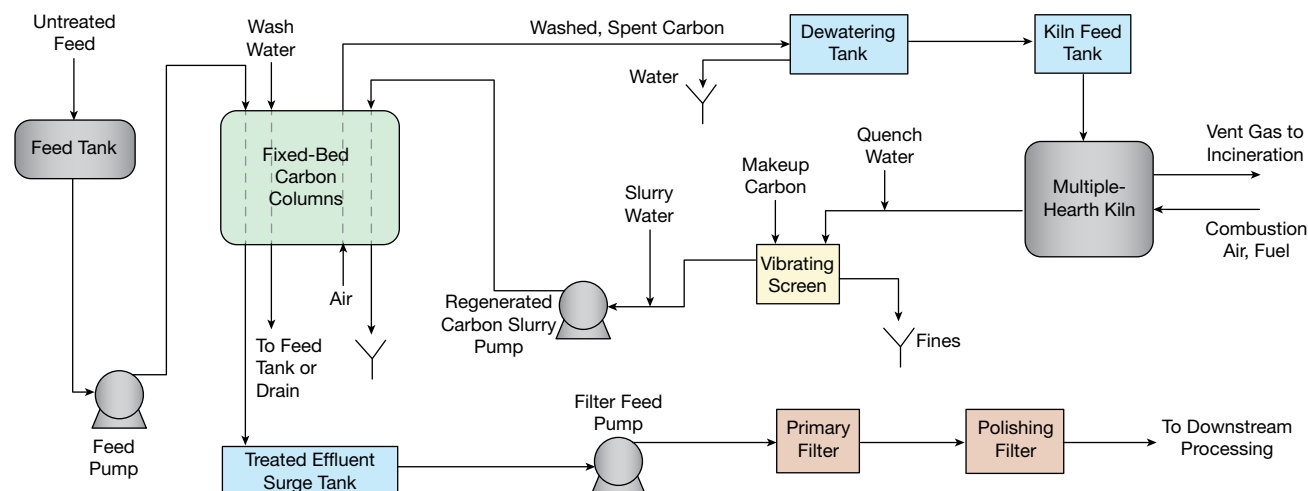 Untreated
Feed
Wash
Water
Washed, Spent Carbon
Dewatering
Tank
Kiln Feed
Tank
Water
Feed Tank
Fixed-Bed
Carbon
Columns
Quench
Water
Vent Gas to
Incineration
Makeup
Carbon
Multiple-
Hearth Kiln
Slurry
Water
Combustion
Air, Fuel
Vibrating
Screen
Air
Regenerated
Carbon Slurry
Pump
Fines
To Feed
Tank or
Drain
Filter Feed
Pump
Feed
Pump
Primary
Filter
Polishing
Filter
To Downstream
Processing
Treated Effluent
Surge Tank